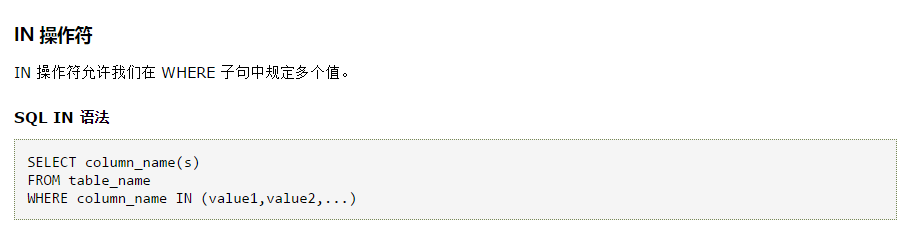 IN 操作符
IN 操作符允许我们在 WHERE 子句中规定多个值。
SQL IN 语法
SELECT column_name(s)
FROM table_name
WHERE column_name IN (value1,value2,...)